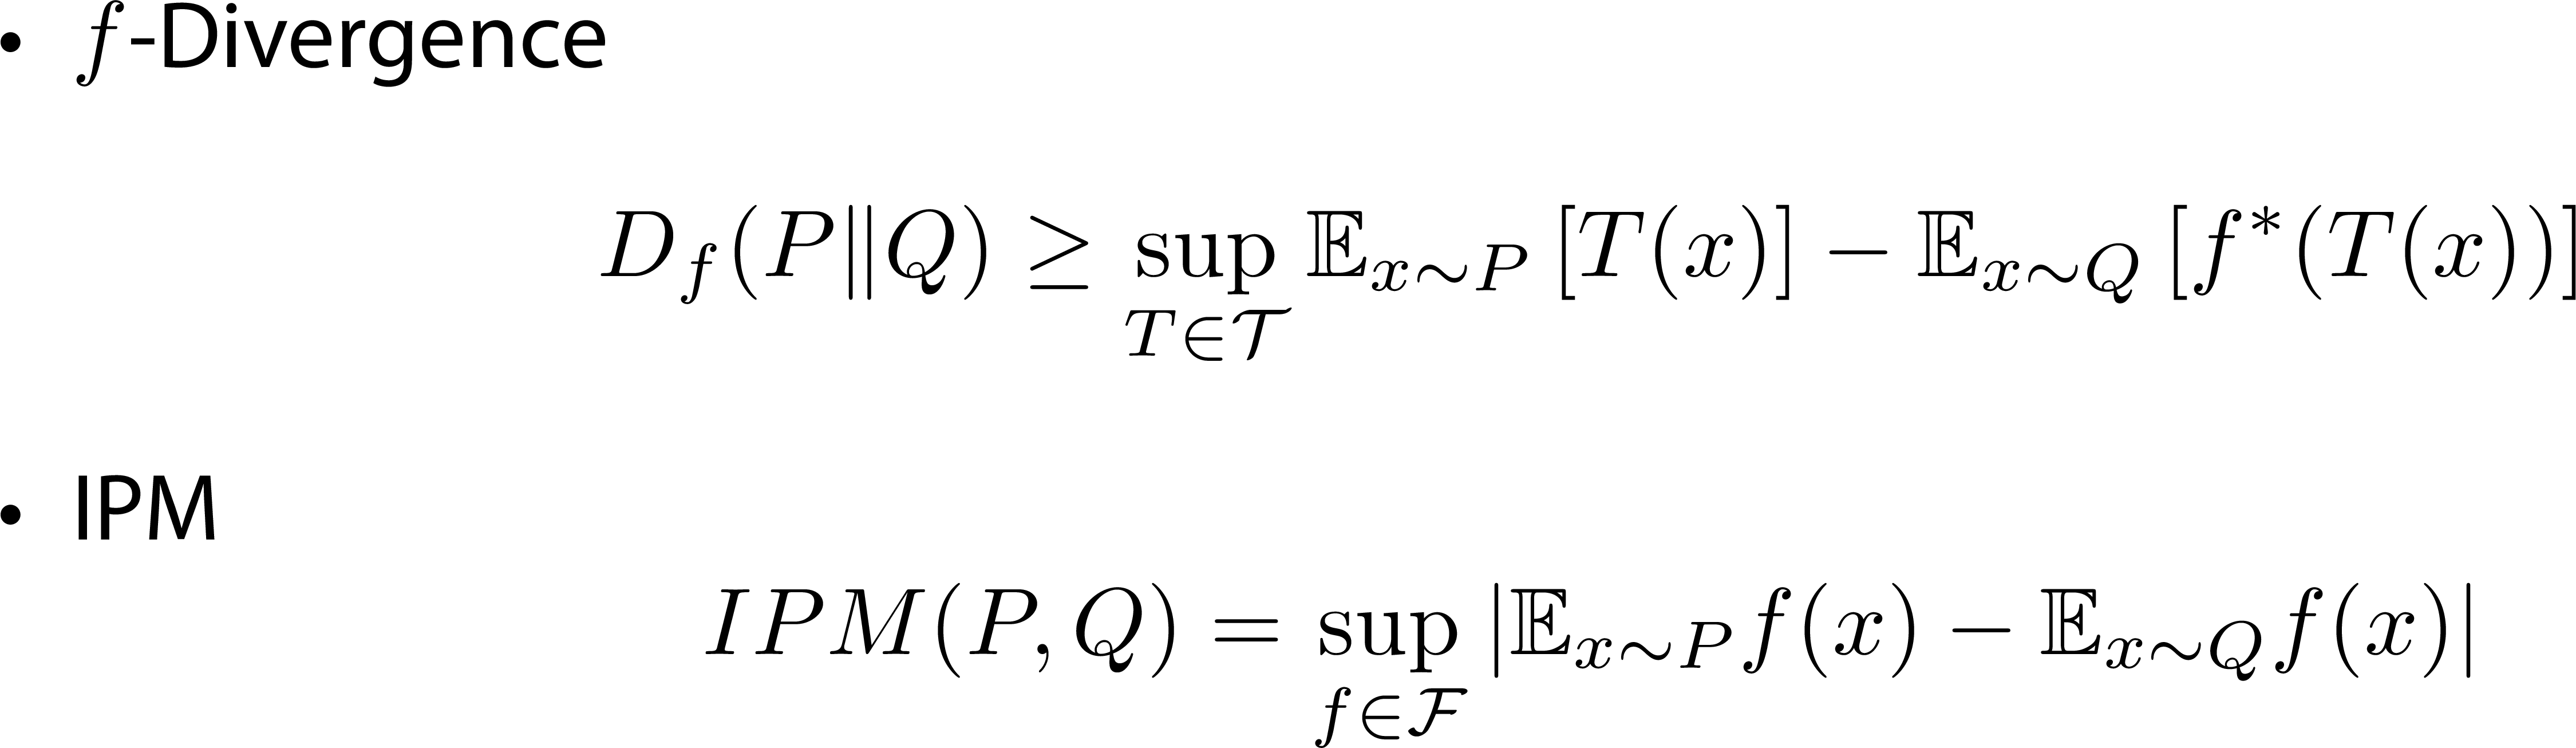 • f-Divergence
D_f(P‖Q) ≥ sup_{T∈𝒯} 𝔼_{x∼P} [T(x)] − 𝔼_{x∼Q} [f*(T(x))]
• IPM
IPM(P, Q) = sup_{f∈ℱ} |𝔼_{x∼P} f(x) − 𝔼_{x∼Q} f(x)|